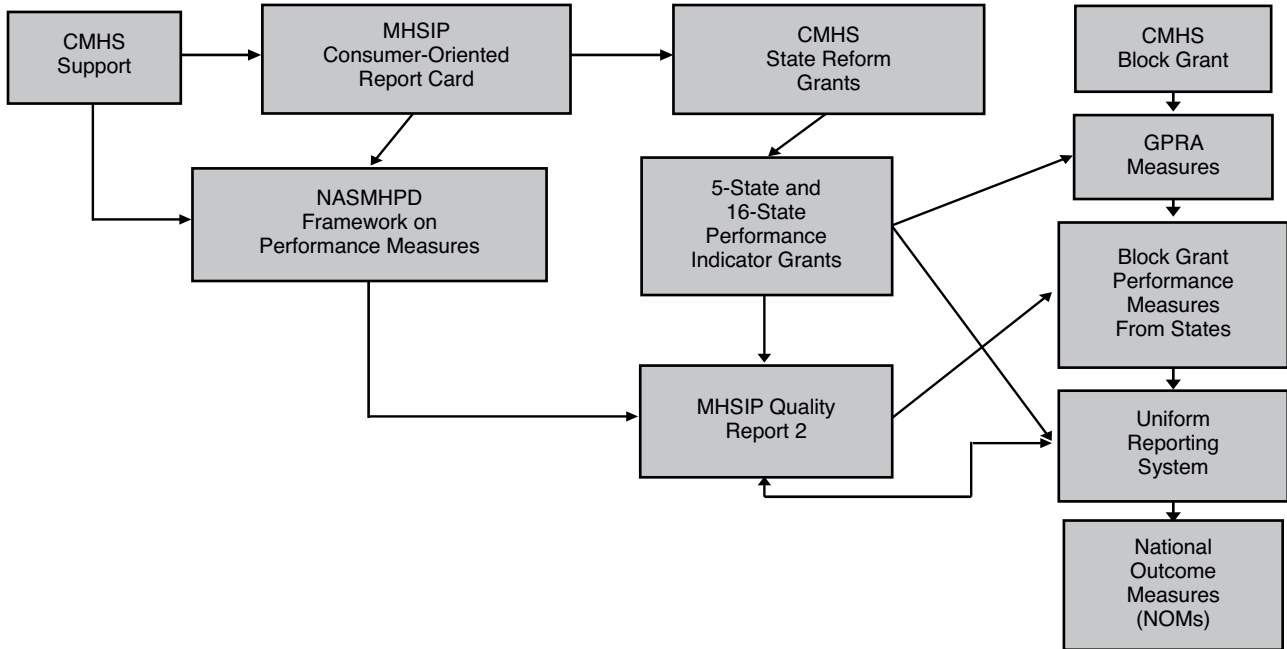 CMHS
Support
MHSIP
Consumer-Oriented
Report Card
CMHS
State Reform
Grants
CMHS
Block Grant
GPRA
Measures
NASMHPD
Framework on
Performance Measures
5-State and
16-State
Performance
Indicator Grants
Block Grant
Performance
Measures
From States
MHSIP Quality
Report 2
Uniform
Reporting
System
National
Outcome
Measures
(NOMs)